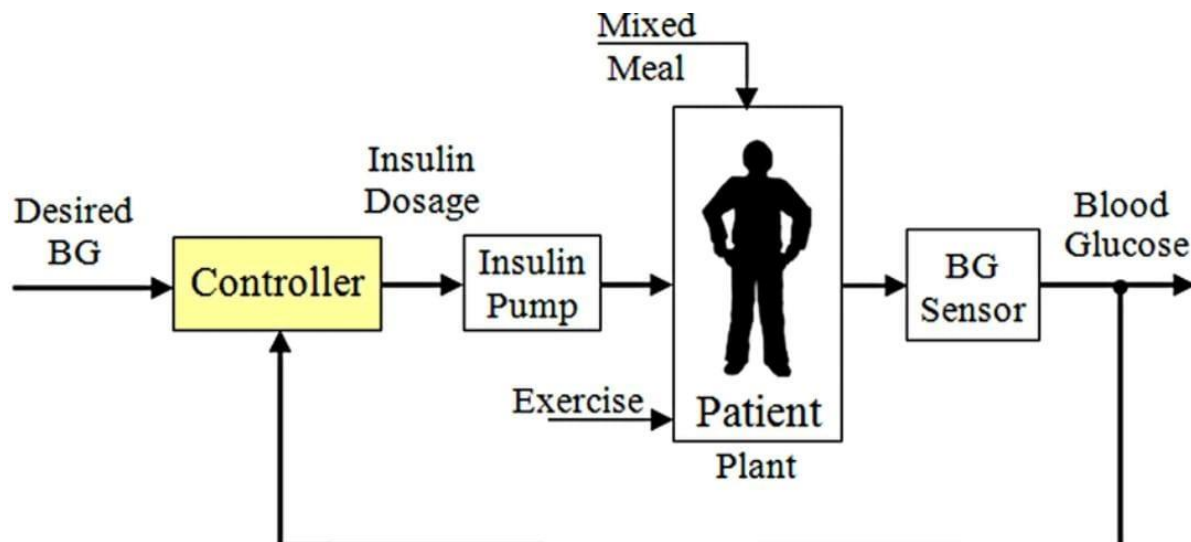 Mixed
Meal
Insulin
Dosage
Desired
BG
Controller
Insulin
Pump
Exercise
Patient
Plant
BG
Sensor
Blood
Glucose